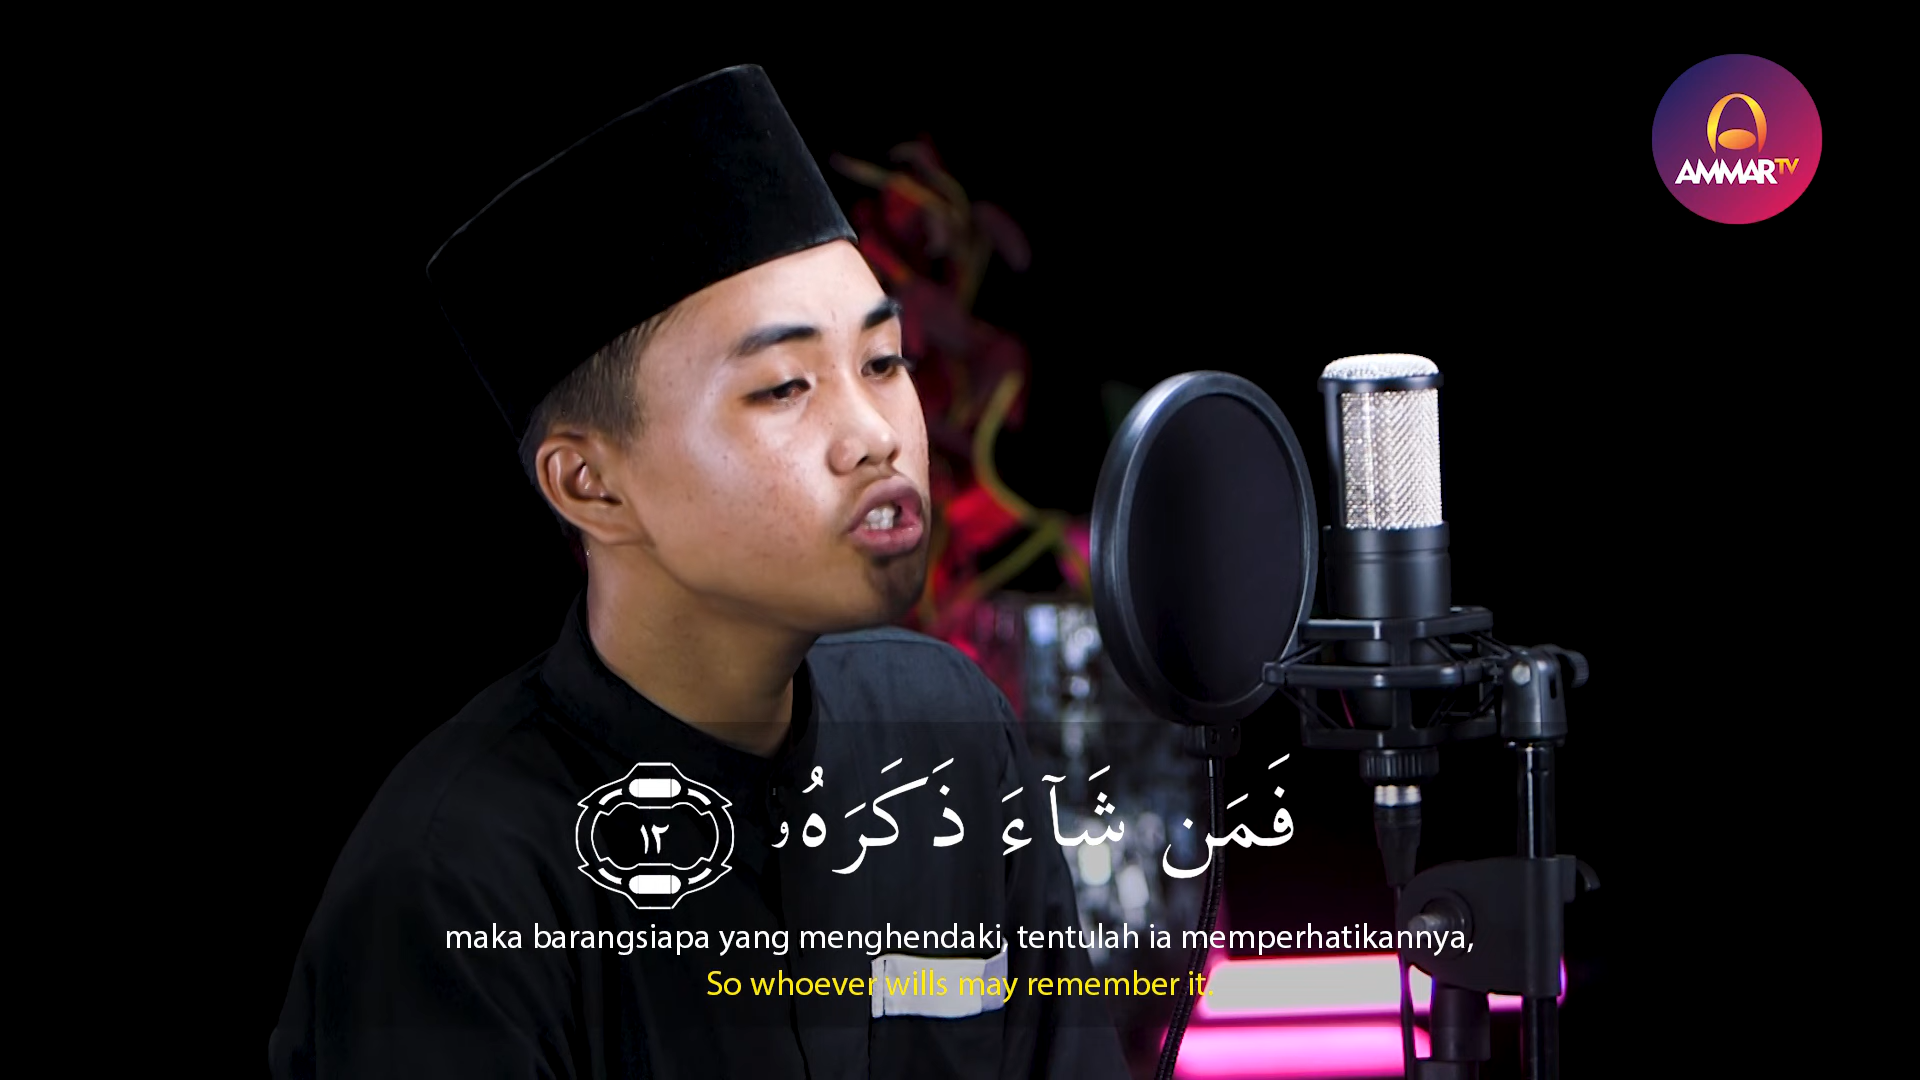 AMMARTV
فَمَن شَآءَ ذَكَرَهُۥ ١٢
maka barangsiapa yang menghendaki, tentulah ia memperhatikannya,
So whoever wills may remember it.